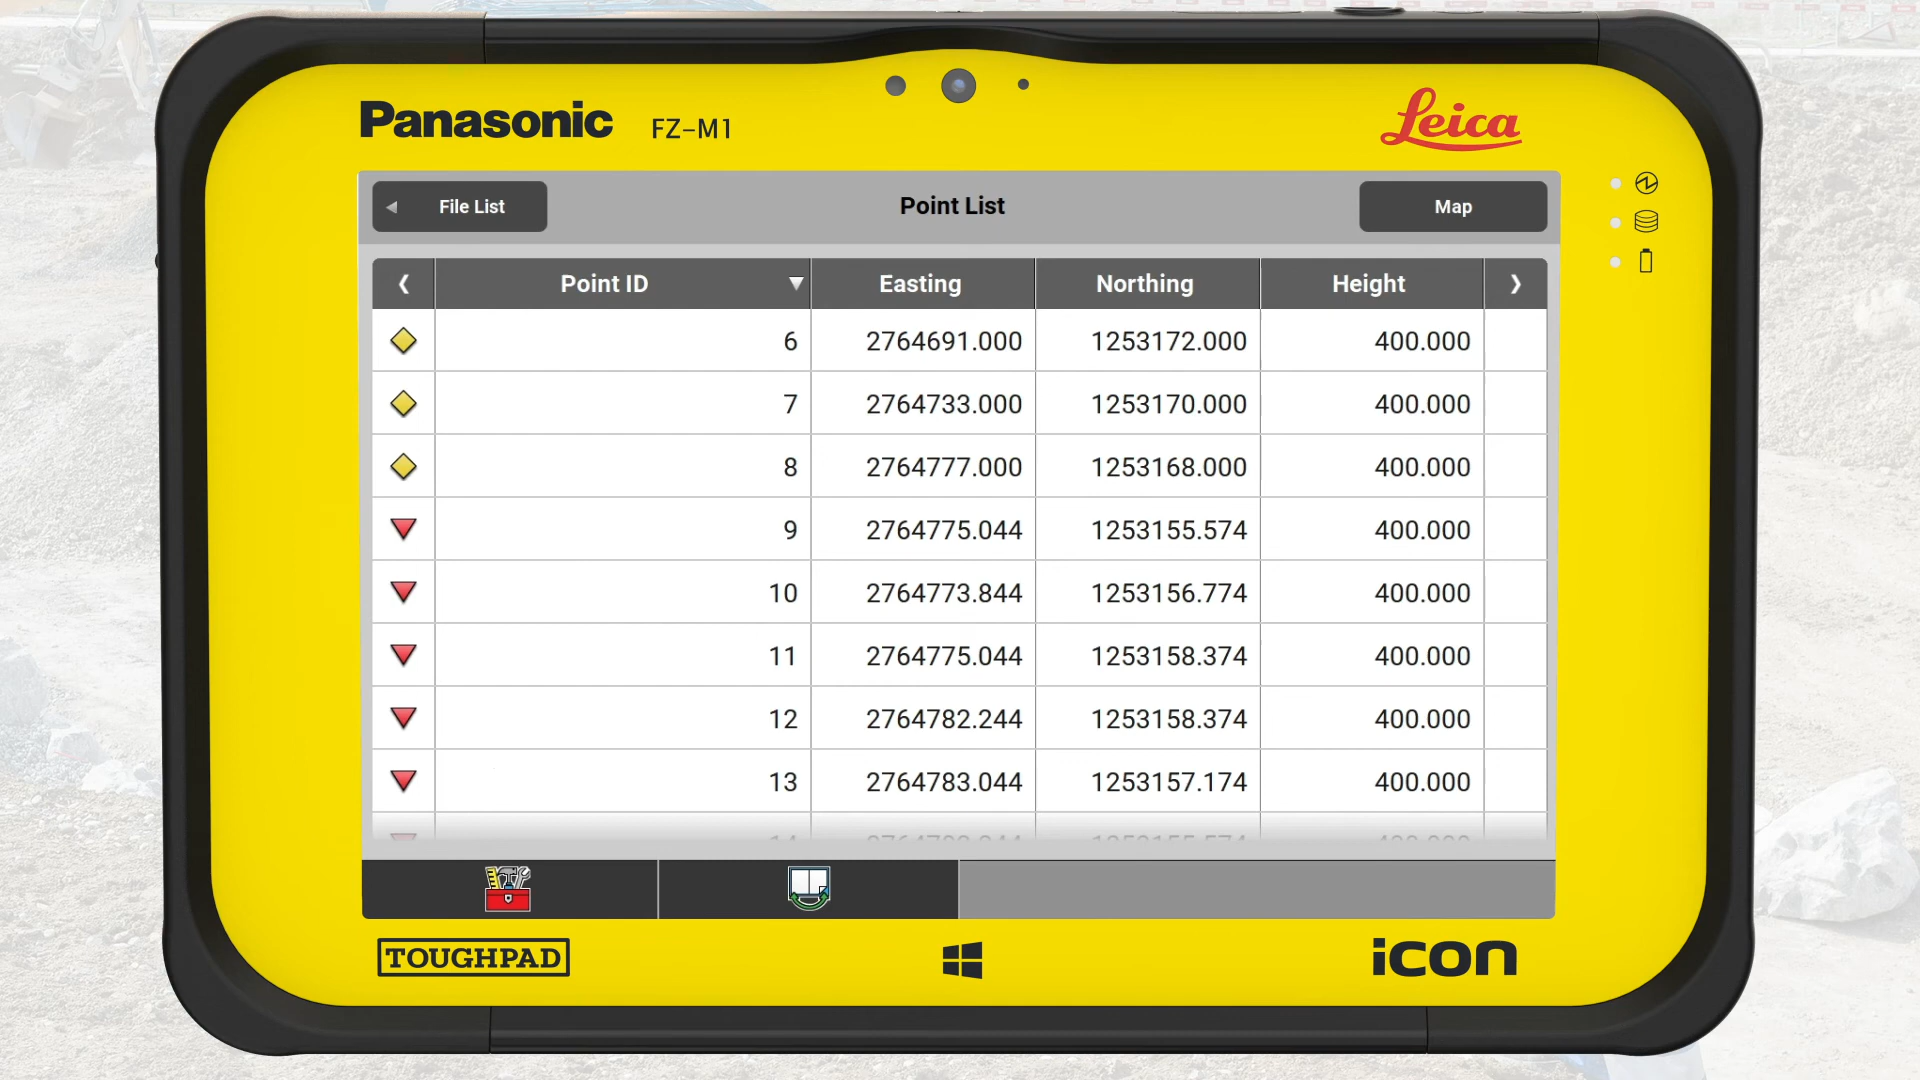 Panasonic FZ-M1 Leica
File List Point List Map
❮ Point ID ▼ Easting Northing Height ❯
6 2764691.000 1253172.000 400.000
7 2764733.000 1253170.000 400.000
8 2764777.000 1253168.000 400.000
9 2764775.044 1253155.574 400.000
10 2764773.844 1253156.774 400.000
11 2764775.044 1253158.374 400.000
12 2764782.244 1253158.374 400.000
13 2764783.044 1253157.174 400.000
TOUGHPAD icon